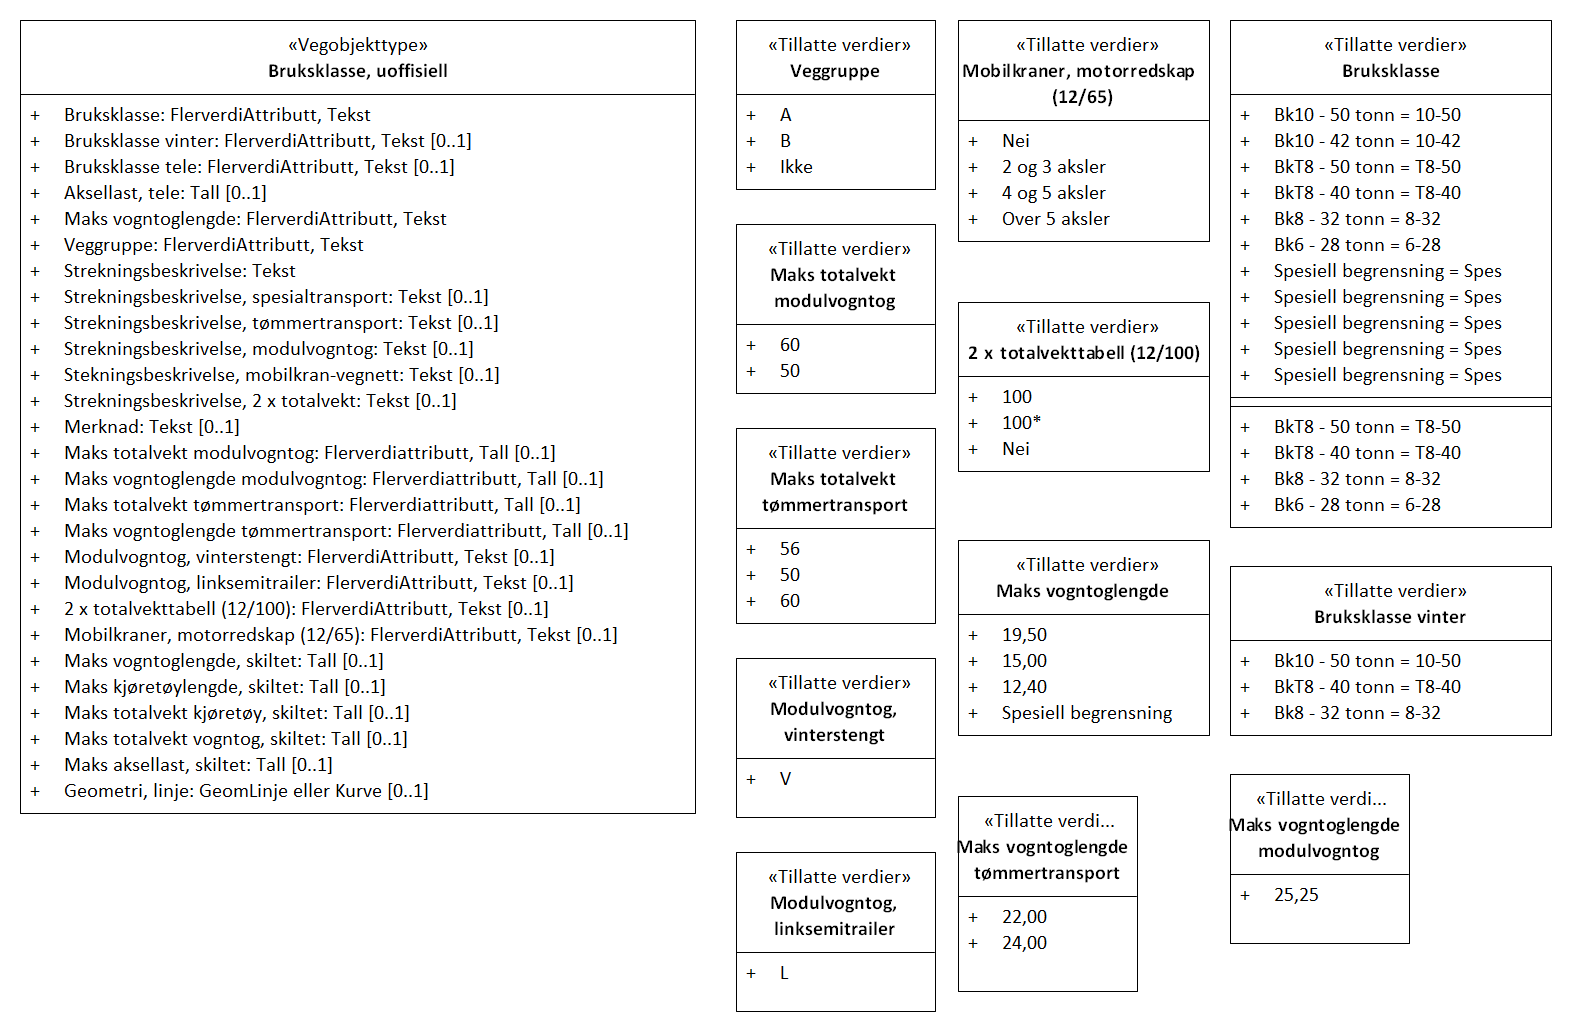 «Vegobjekttype»
Bruksklasse, uoffisiell
+ Bruksklasse: FlerverdiAttributt, Tekst
+ Bruksklasse vinter: FlerverdiAttributt, Tekst [0..1]
+ Bruksklasse tele: FlerverdiAttributt, Tekst [0..1]
+ Aksellast, tele: Tall [0..1]
+ Maks vogntoglengde: FlerverdiAttributt, Tekst
+ Veggruppe: FlerverdiAttributt, Tekst
+ Strekningsbeskrivelse: Tekst
+ Strekningsbeskrivelse, spesialtransport: Tekst [0..1]
+ Strekningsbeskrivelse, tømmertransport: Tekst [0..1]
+ Strekningsbeskrivelse, modulvogntog: Tekst [0..1]
+ Stekningsbeskrivelse, mobilkran-vegnett: Tekst [0..1]
+ Strekningsbeskrivelse, 2 x totalvekt: Tekst [0..1]
+ Merknad: Tekst [0..1]
+ Maks totalvekt modulvogntog: Flerverdiattributt, Tall [0..1]
+ Maks vogntoglengde modulvogntog: Flerverdiattributt, Tall [0..1]
+ Maks totalvekt tømmertransport: Flerverdiattributt, Tall [0..1]
+ Maks vogntoglengde tømmertransport: Flerverdiattributt, Tall [0..1]
+ Modulvogntog, vinterstengt: FlerverdiAttributt, Tekst [0..1]
+ Modulvogntog, linksemitrailer: FlerverdiAttributt, Tekst [0..1]
+ 2 x totalvekttabell (12/100): FlerverdiAttributt, Tekst [0..1]
+ Mobilkraner, motorredskap (12/65): FlerverdiAttributt, Tekst [0..1]
+ Maks vogntoglengde, skiltet: Tall [0..1]
+ Maks kjøretøylengde, skiltet: Tall [0..1]
+ Maks totalvekt kjøretøy, skiltet: Tall [0..1]
+ Maks totalvekt vogntog, skiltet: Tall [0..1]
+ Maks aksellast, skiltet: Tall [0..1]
+ Geometri, linje: GeomLinje eller Kurve [0..1]
«Tillatte verdier»
Veggruppe
+ A
+ B
+ Ikke
«Tillatte verdier»
Maks totalvekt
modulvogntog
+ 60
+ 50
«Tillatte verdier»
Maks totalvekt
tømmertransport
+ 56
+ 50
+ 60
«Tillatte verdier»
Modulvogntog,
vinterstengt
+ V
«Tillatte verdier»
Modulvogntog,
linksemitrailer
+ L
«Tillatte verdier»
Mobilkraner, motorredskap
(12/65)
+ Nei
+ 2 og 3 aksler
+ 4 og 5 aksler
+ Over 5 aksler
«Tillatte verdier»
2 x totalvekttabell (12/100)
+ 100
+ 100*
+ Nei
«Tillatte verdier»
Maks vogntoglengde
+ 19,50
+ 15,00
+ 12,40
+ Spesiell begrensning
«Tillatte verdi...
Maks vogntoglengde
tømmertransport
+ 22,00
+ 24,00
«Tillatte verdier»
Bruksklasse
+ Bk10 - 50 tonn = 10-50
+ Bk10 - 42 tonn = 10-42
+ BkT8 - 50 tonn = T8-50
+ BkT8 - 40 tonn = T8-40
+ Bk8 - 32 tonn = 8-32
+ Bk6 - 28 tonn = 6-28
+ Spesiell begrensning = Spes
+ Spesiell begrensning = Spes
+ Spesiell begrensning = Spes
+ Spesiell begrensning = Spes
+ Spesiell begrensning = Spes
+ BkT8 - 50 tonn = T8-50
+ BkT8 - 40 tonn = T8-40
+ Bk8 - 32 tonn = 8-32
+ Bk6 - 28 tonn = 6-28
«Tillatte verdier»
Bruksklasse vinter
+ Bk10 - 50 tonn = 10-50
+ BkT8 - 40 tonn = T8-40
+ Bk8 - 32 tonn = 8-32
«Tillatte verdi...
Maks vogntoglengde
modulvogntog
+ 25,25